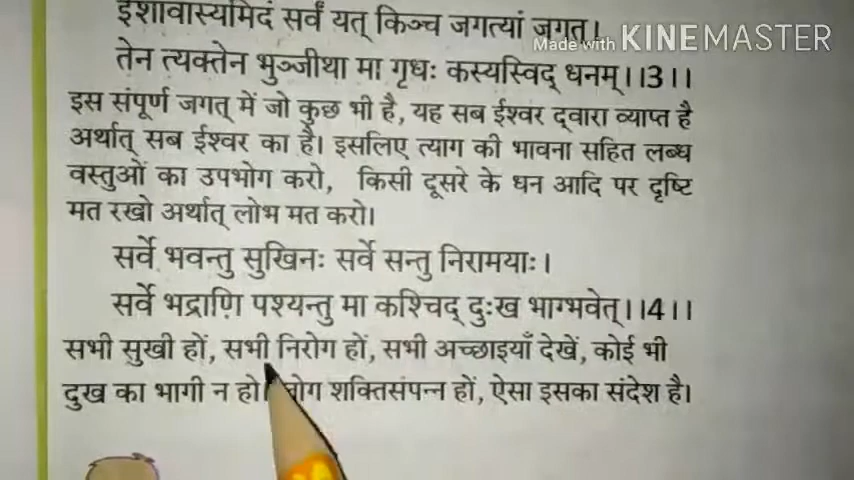 ईशावास्यमिदं सर्वं यत् किञ्च जगत्यां जगत्।
Made with KINEMASTER
तेन त्यक्तेन भुञ्जीथा मा गृधः कस्यस्विद् धनम्।।3।।
इस संपूर्ण जगत् में जो कुछ भी है, यह सब ईश्वर द्वारा व्याप्त है
अर्थात् सब ईश्वर का है। इसलिए त्याग की भावना सहित लब्ध
वस्तुओं का उपभोग करो, किसी दूसरे के धन आदि पर दृष्टि
मत रखो अर्थात् लोभ मत करो।
सर्वे भवन्तु सुखिनः सर्वे सन्तु निरामयाः।
सर्वे भद्राणि पश्यन्तु मा कश्चिद् दुःख भाग्भवेत्।।4।।
सभी सुखी हों, सभी निरोग हों, सभी अच्छाइयाँ देखें, कोई भी
दुख का भागी न हो। शक्तिसंपन्न हों, ऐसा इसका संदेश है।